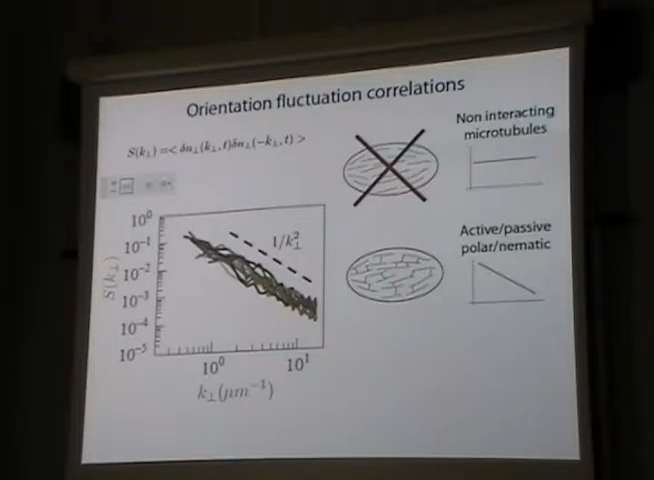 Orientation fluctuation correlations
S(k⊥) =< δn⊥(k⊥,t)δn⊥(−k⊥,t) >
Non interacting
microtubules
Active/passive
polar/nematic
1/k⊥²
S(k⊥)
10⁰
10⁻¹
10⁻²
10⁻³
10⁻⁴
10⁻⁵
10⁰ 10¹
k⊥(μm⁻¹)